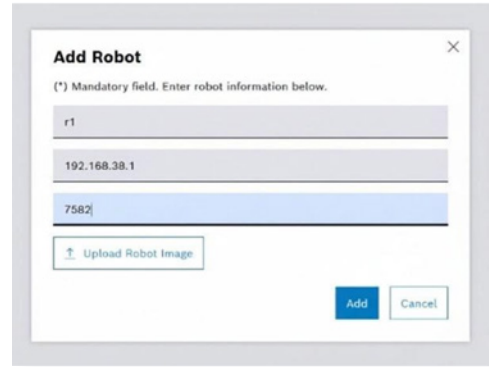 Add Robot
(*) Mandatory field. Enter robot information below.
r1
192.168.38.1
7582
Upload Robot Image
Add Cancel